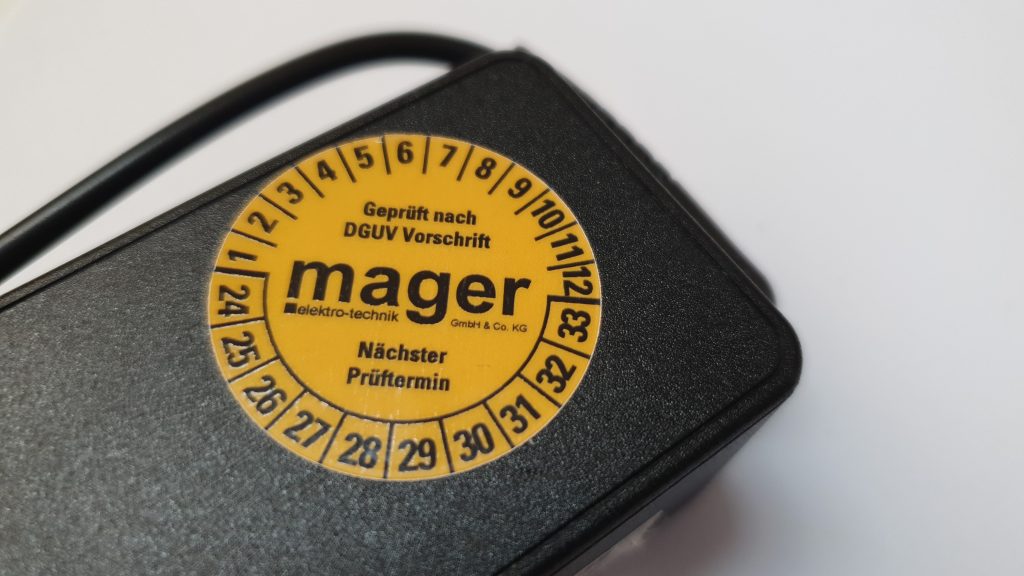 1 2 3 4 5 6 7 8 9 10 11 12
Geprüft nach
DGUV Vorschrift
mager
elektro-technik
GmbH & Co. KG
Nächster
Prüftermin
24 25 26 27 28 29 30 31 32 33